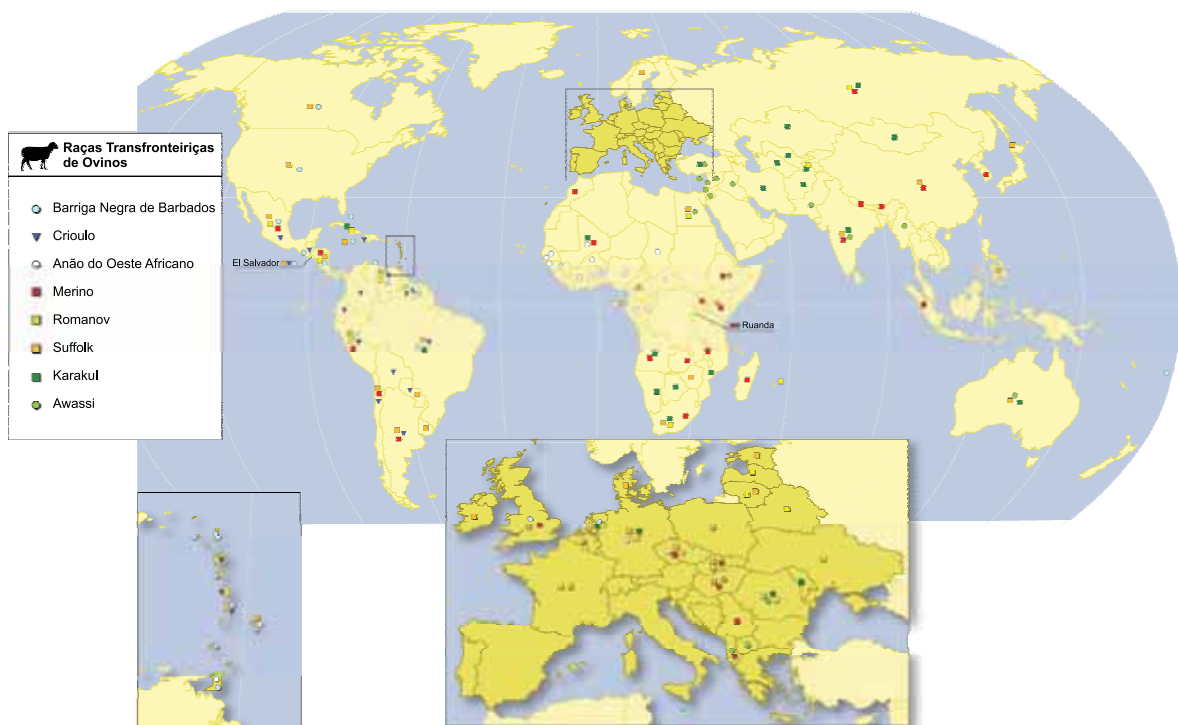 Raças Transfronteiriças
de Ovinos
Barriga Negra de Barbados
Crioulo
Anão do Oeste Africano
Merino
Romanov
Suffolk
Karakul
Awassi
El Salvador
Ruanda